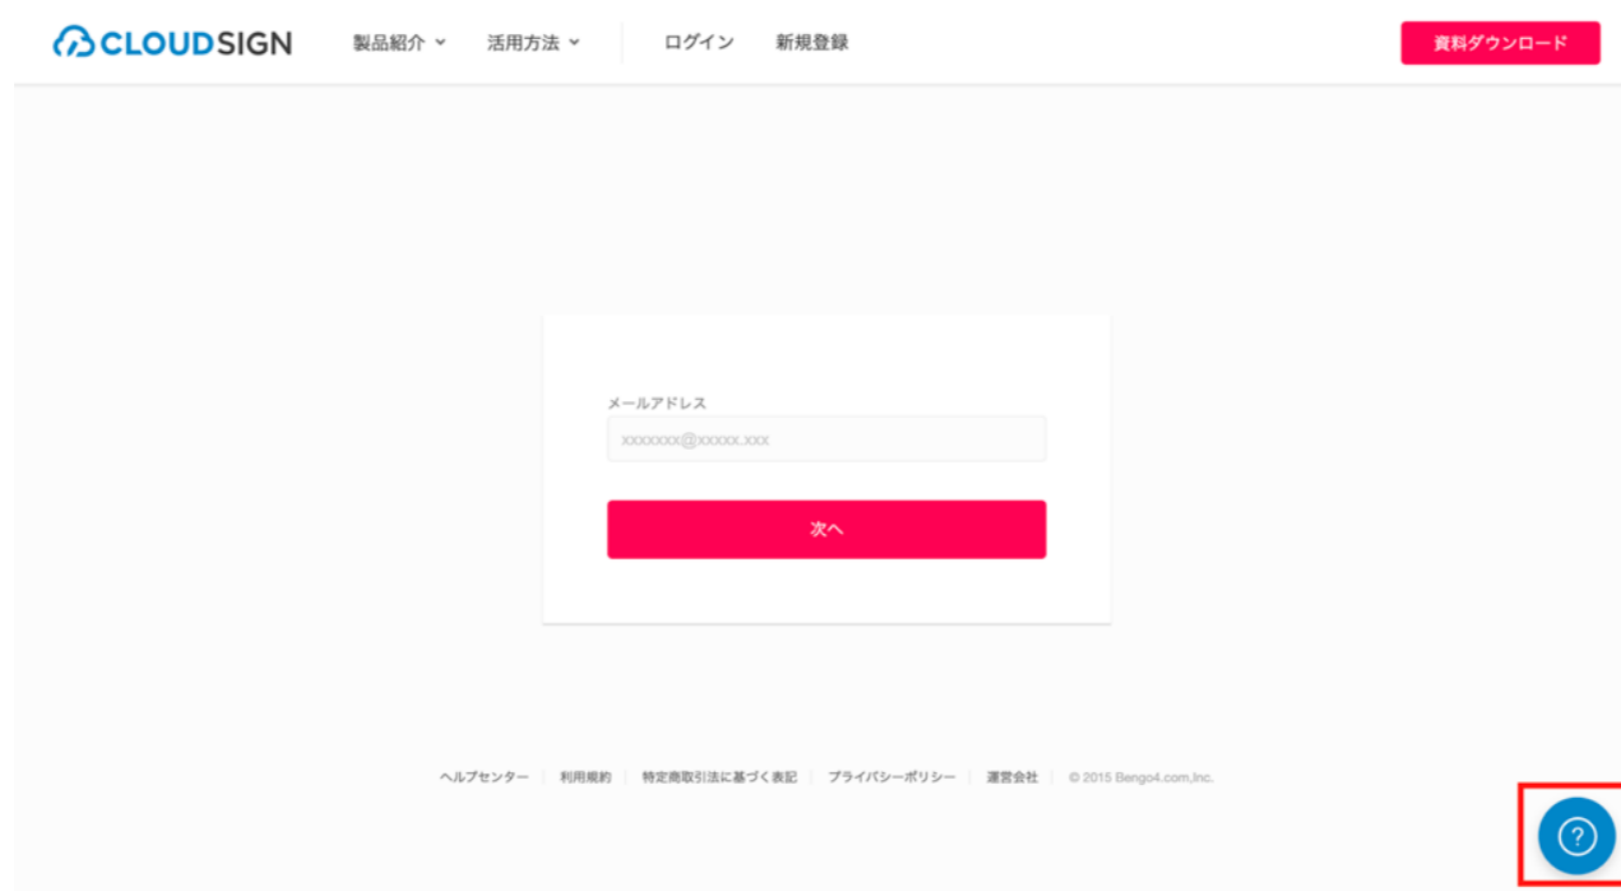 CLOUDSIGN 製品紹介 活用方法 ログイン 新規登録 資料ダウンロード
メールアドレス
xxxxxxx@xxxxx.xxx
次へ
ヘルプセンター 利用規約 特定商取引法に基づく表記 プライバシーポリシー 運営会社 © 2015 Bengo4.com,Inc.
?